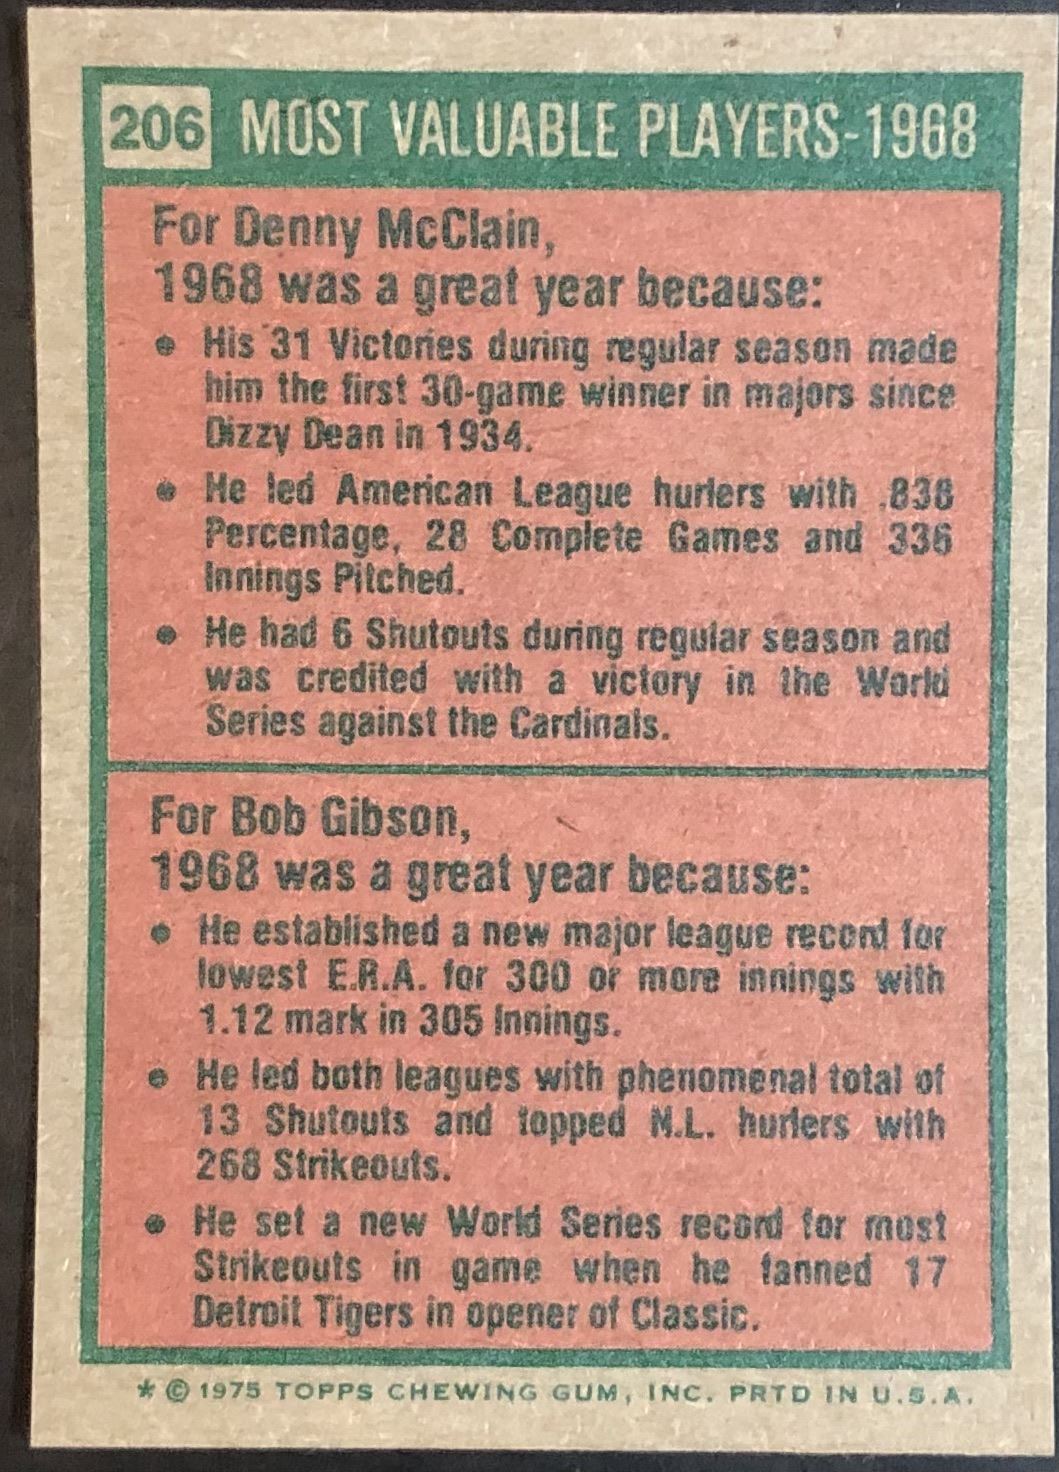 206 MOST VALUABLE PLAYERS-1968
For Denny McClain,
1968 was a great year because:
• His 31 Victories during regular season made
him the first 30-game winner in majors since
Dizzy Dean in 1934.
• He led American League hurlers with .838
Percentage, 28 Complete Games and 336
Innings Pitched.
• He had 6 Shutouts during regular season and
was credited with a victory in the World
Series against the Cardinals.
For Bob Gibson,
1968 was a great year because:
• He established a new major league record for
lowest E.R.A. for 300 or more innings with
1.12 mark in 305 Innings.
• He led both leagues with phenomenal total of
13 Shutouts and topped N.L. hurlers with
268 Strikeouts.
• He set a new World Series record for most
Strikeouts in game when he fanned 17
Detroit Tigers in opener of Classic.
* © 1975 TOPPS CHEWING GUM, INC. PRTD IN U.S.A.